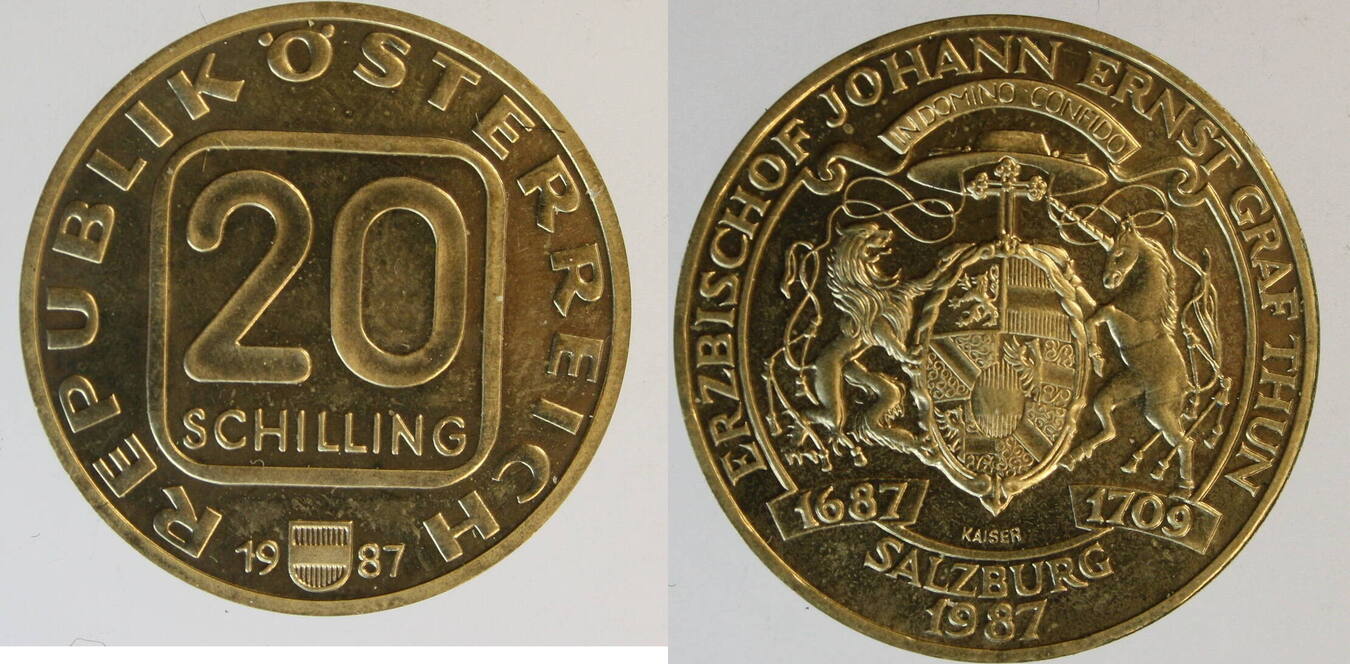 REPUBLIK ÖSTERREICH
20
SCHILLING
19 87
ERZBISCHOF JOHANN ERNST GRAF THUN
IN DOMINO CONFIDO
1687 1709
KAISER
SALZBURG
1987